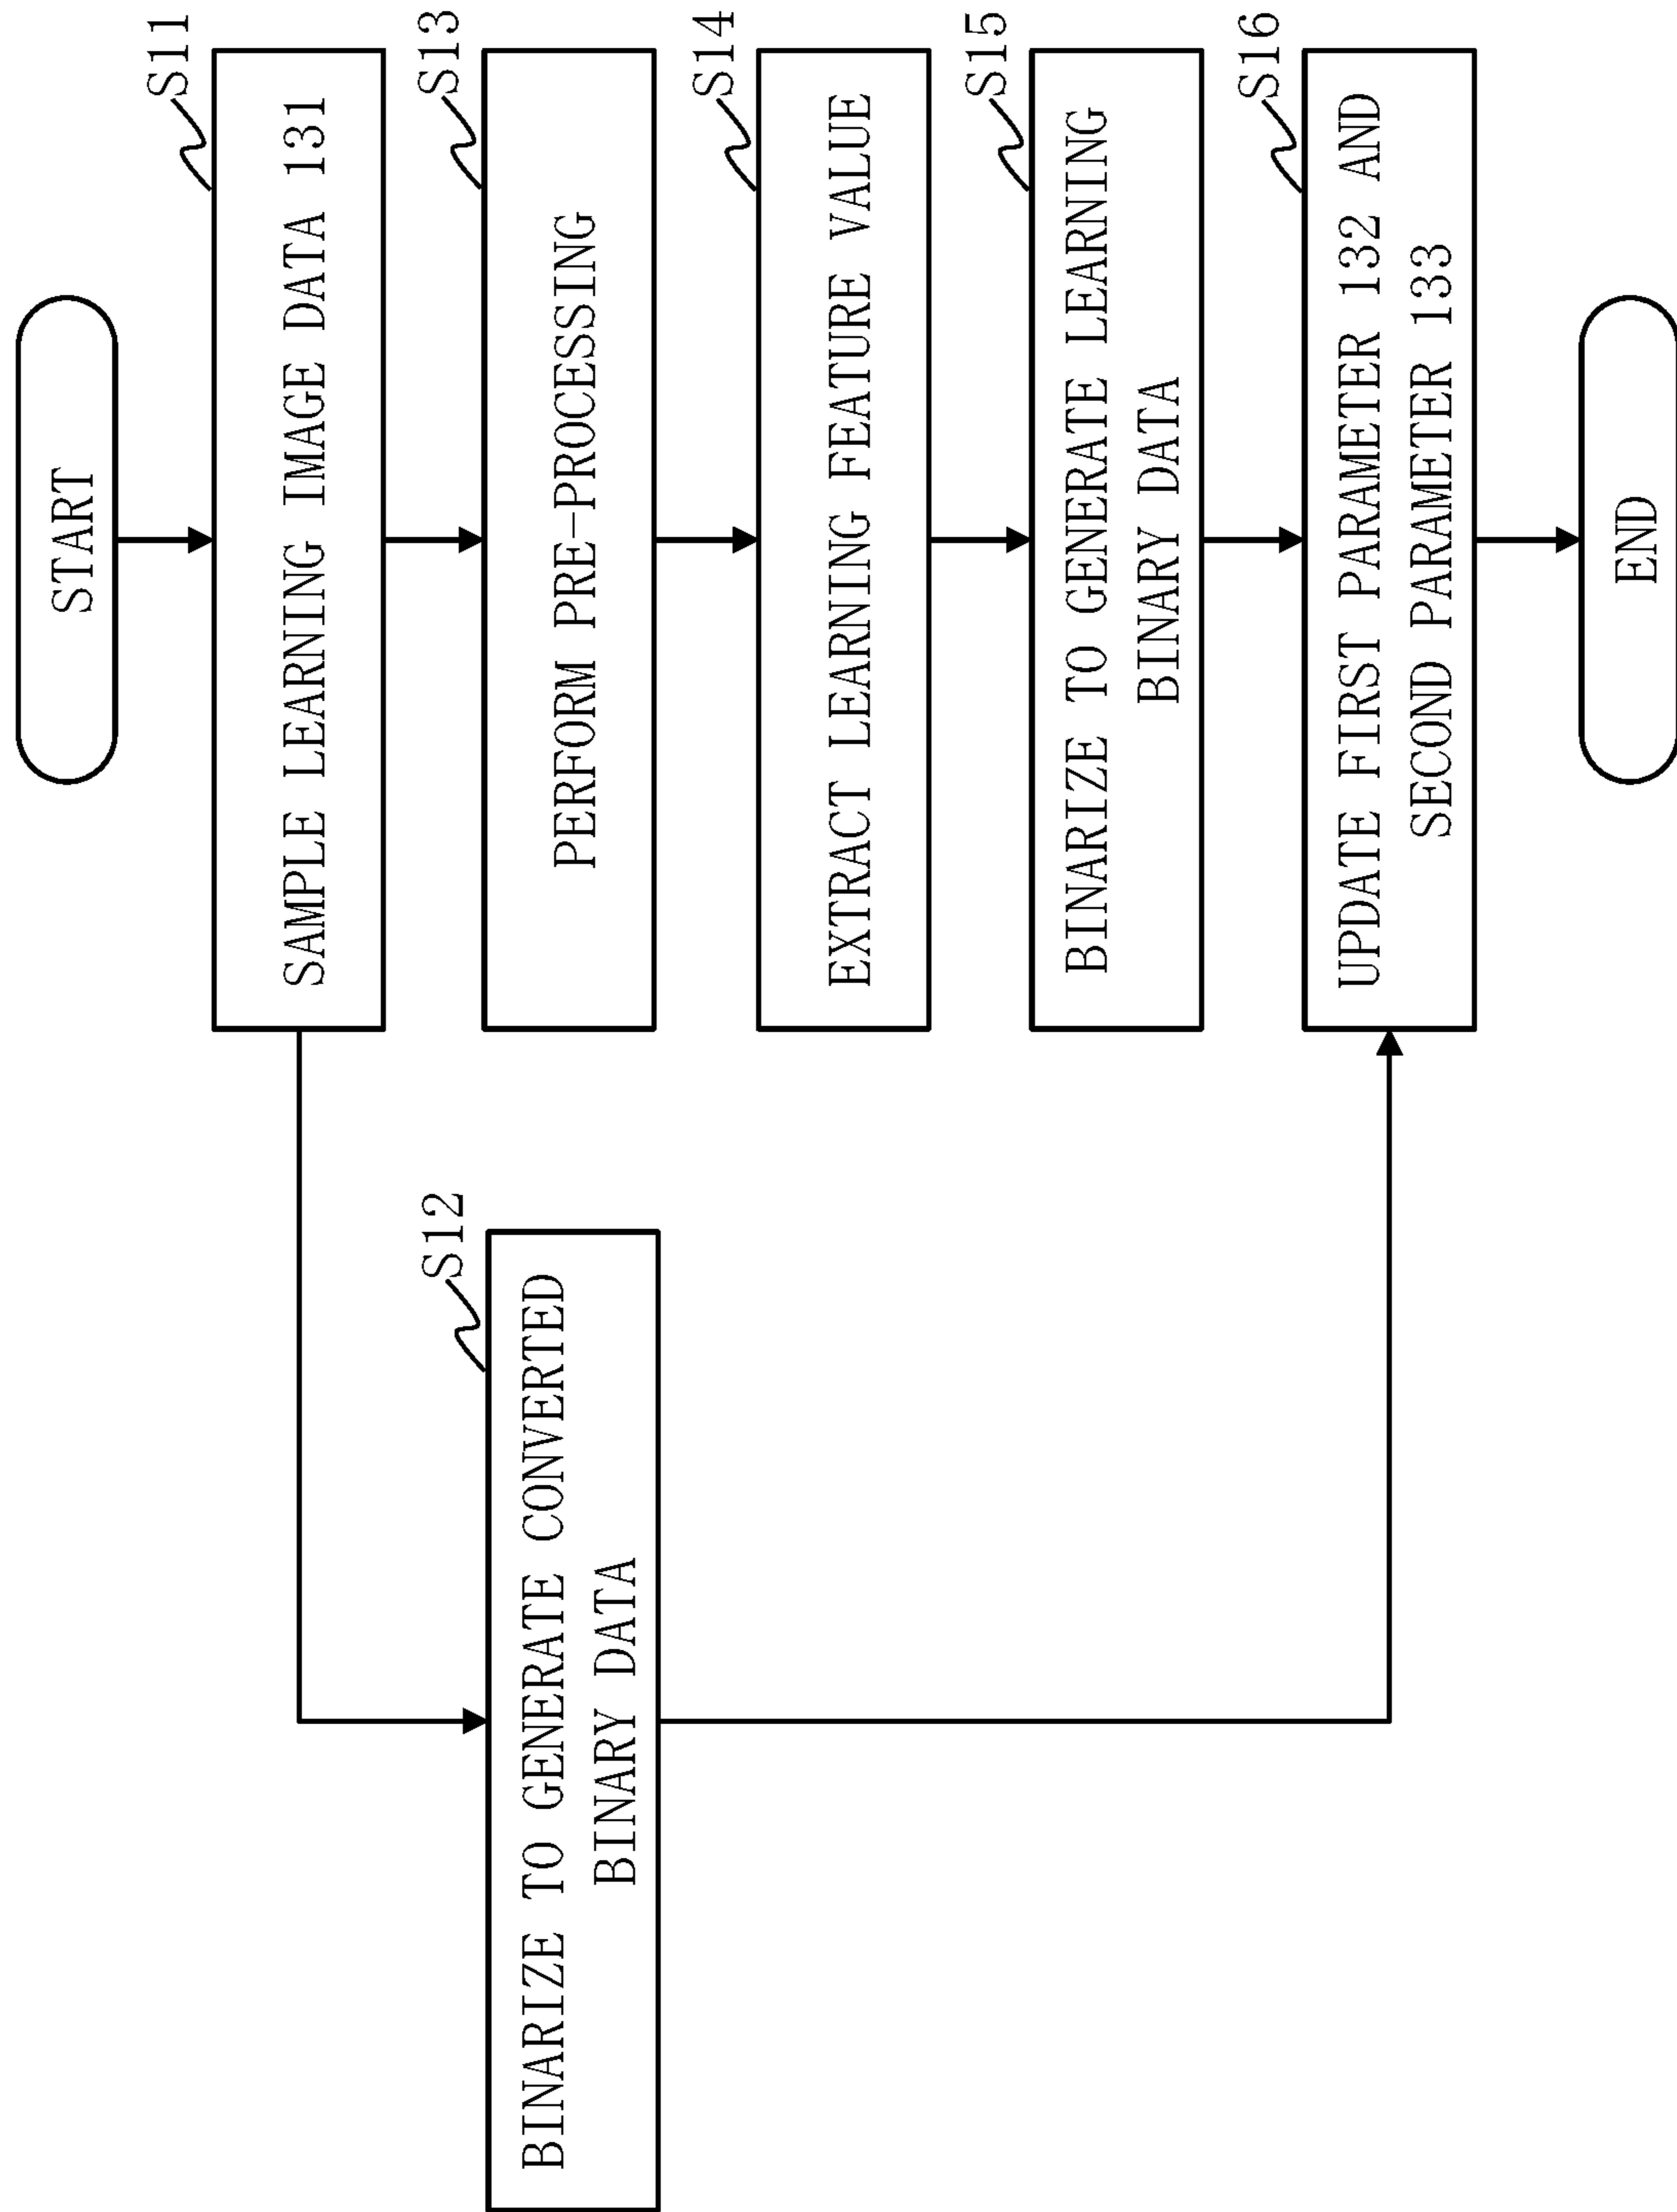 START
S11
SAMPLE LEARNING IMAGE DATA 131
S12
BINARIZE TO GENERATE CONVERTED
BINARY DATA
S13
PERFORM PRE-PROCESSING
S14
EXTRACT LEARNING FEATURE VALUE
S15
BINARIZE TO GENERATE LEARNING
BINARY DATA
S16
UPDATE FIRST PARAMETER 132 AND
SECOND PARAMETER 133
END